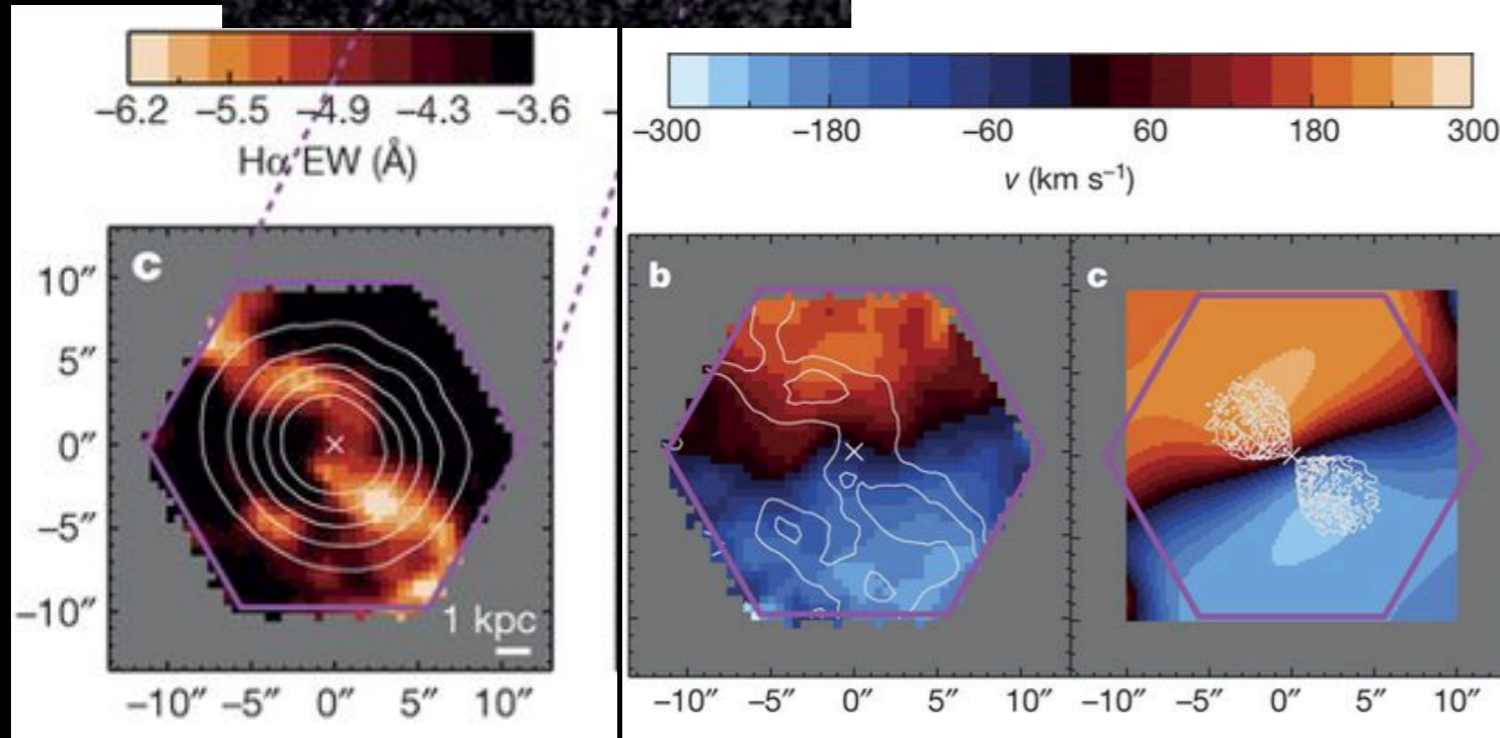 −6.2 −5.5 −4.9 −4.3 −3.6
Hα EW (Å)
c
10″
5″
0″
−5″
−10″
1 kpc
−10″ −5″ 0″ 5″ 10″
−300 −180 −60 60 180 300
v (km s⁻¹)
b
c
−10″ −5″ 0″ 5″ 10″
−10″ −5″ 0″ 5″ 10″